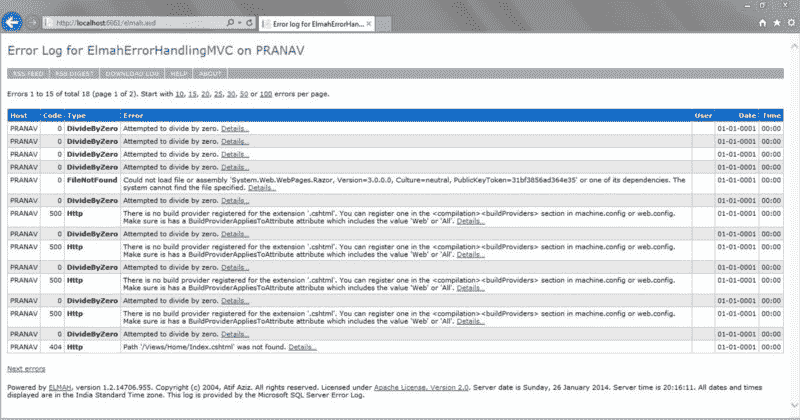 http://localhost:6861/elmah.axd
Error log for ElmahErrorHan...
Error Log for ElmahErrorHandlingMVC on PRANAV
RSS FEED RSS DIGEST DOWNLOAD LOG HELP ABOUT
Errors 1 to 15 of total 18 (page 1 of 2). Start with 10, 15, 20, 25, 30, 50 or 100 errors per page.
Host Code Type Error User Date Time
PRANAV 0 DivideByZero Attempted to divide by zero. Details... 01-01-0001 00:00
PRANAV 0 DivideByZero Attempted to divide by zero. Details... 01-01-0001 00:00
PRANAV 0 DivideByZero Attempted to divide by zero. Details... 01-01-0001 00:00
PRANAV 0 DivideByZero Attempted to divide by zero. Details... 01-01-0001 00:00
PRANAV 0 FileNotFound Could not load file or assembly 'System.Web.WebPages.Razor, Version=3.0.0.0, Culture=neutral, PublicKeyToken=31bf3856ad364e35' or one of its dependencies. The 01-01-0001 00:00
system cannot find the file specified. Details...
PRANAV 0 DivideByZero Attempted to divide by zero. Details... 01-01-0001 00:00
PRANAV 500 Http There is no build provider registered for the extension '.cshtml'. You can register one in the <compilation><buildProviders> section in machine.config or web.config. 01-01-0001 00:00
Make sure is has a BuildProviderAppliesToAttribute attribute which includes the value 'Web' or 'All'. Details...
PRANAV 0 DivideByZero Attempted to divide by zero. Details... 01-01-0001 00:00
PRANAV 500 Http There is no build provider registered for the extension '.cshtml'. You can register one in the <compilation><buildProviders> section in machine.config or web.config. 01-01-0001 00:00
Make sure is has a BuildProviderAppliesToAttribute attribute which includes the value 'Web' or 'All'. Details...
PRANAV 0 DivideByZero Attempted to divide by zero. Details... 01-01-0001 00:00
PRANAV 500 Http There is no build provider registered for the extension '.cshtml'. You can register one in the <compilation><buildProviders> section in machine.config or web.config. 01-01-0001 00:00
Make sure is has a BuildProviderAppliesToAttribute attribute which includes the value 'Web' or 'All'. Details...
PRANAV 0 DivideByZero Attempted to divide by zero. Details... 01-01-0001 00:00
PRANAV 500 Http There is no build provider registered for the extension '.cshtml'. You can register one in the <compilation><buildProviders> section in machine.config or web.config. 01-01-0001 00:00
Make sure is has a BuildProviderAppliesToAttribute attribute which includes the value 'Web' or 'All'. Details...
PRANAV 0 DivideByZero Attempted to divide by zero. Details... 01-01-0001 00:00
PRANAV 404 Http Path '/Views/Home/Index.cshtml' was not found. Details... 01-01-0001 00:00
Next errors
Powered by ELMAH, version 1.2.14706.955. Copyright (c) 2004, Atif Aziz. All rights reserved. Licensed under Apache License, Version 2.0. Server date is Sunday, 26 January 2014. Server time is 20:16:11. All dates and times
displayed are in the India Standard Time zone. This log is provided by the Microsoft SQL Server Error Log.